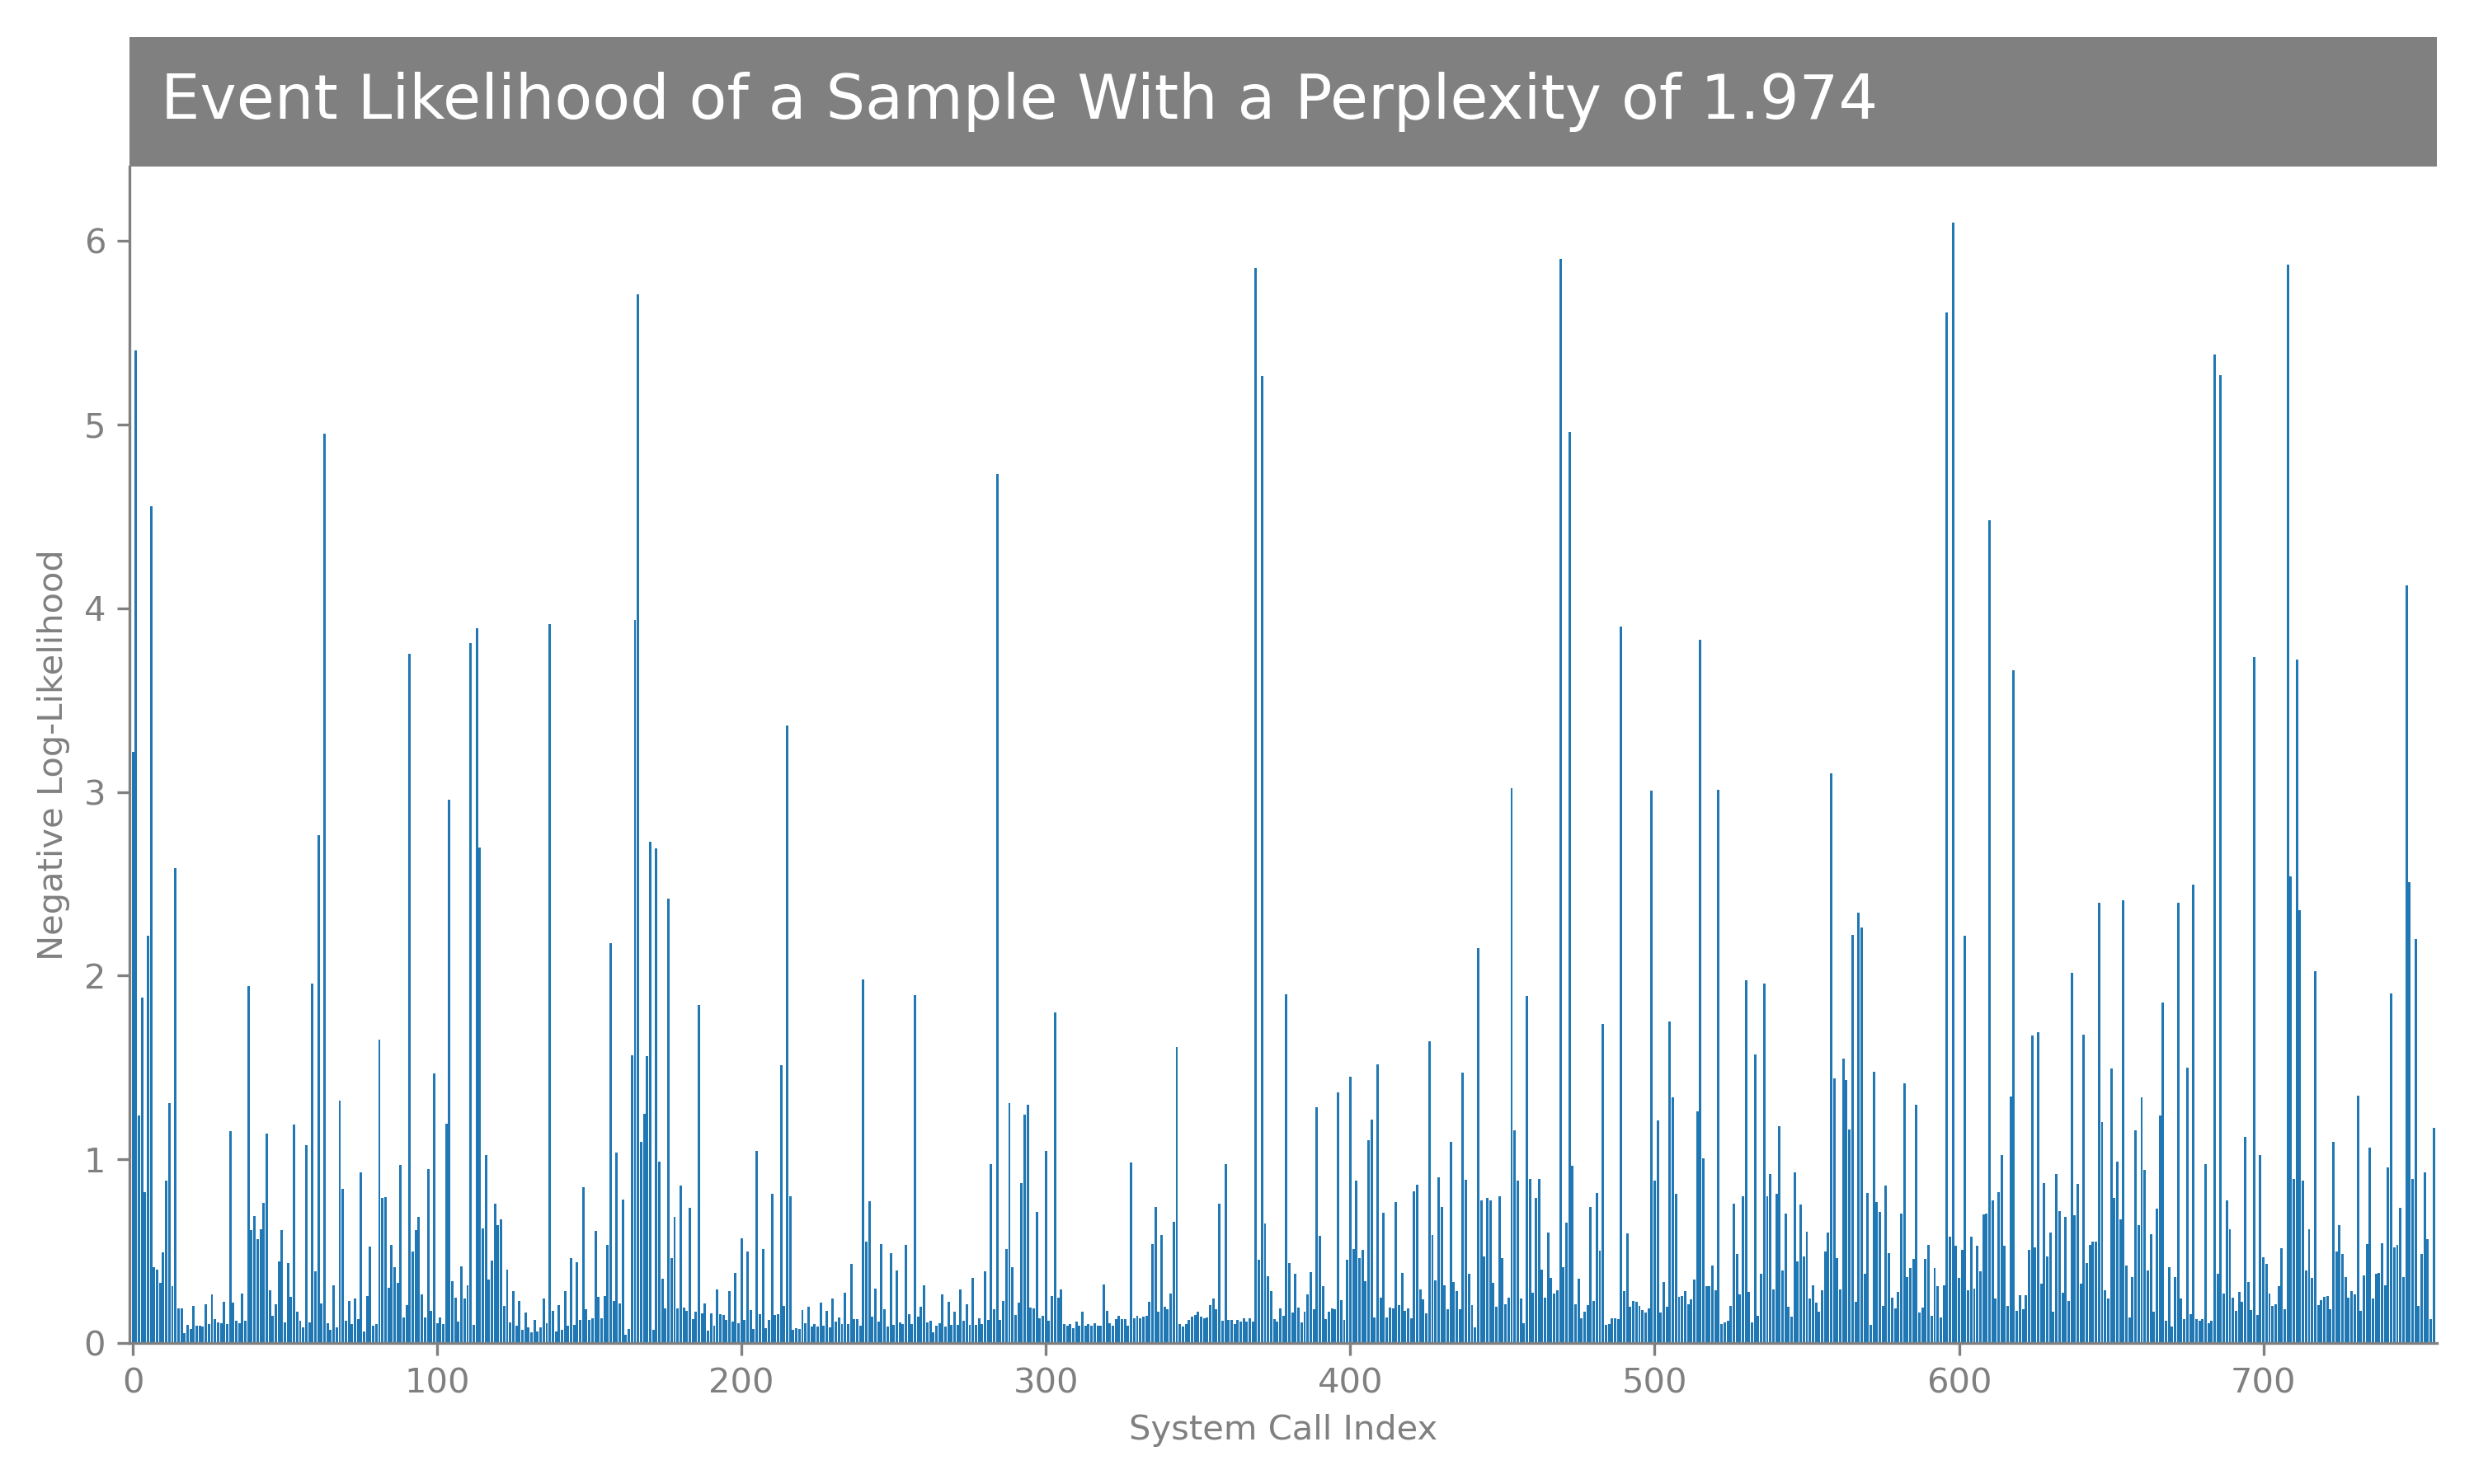 Event Likelihood of a Sample With a Perplexity of 1.974
6
5
4
3
2
1
0
Negative Log-Likelihood
0 100 200 300 400 500 600 700
System Call Index